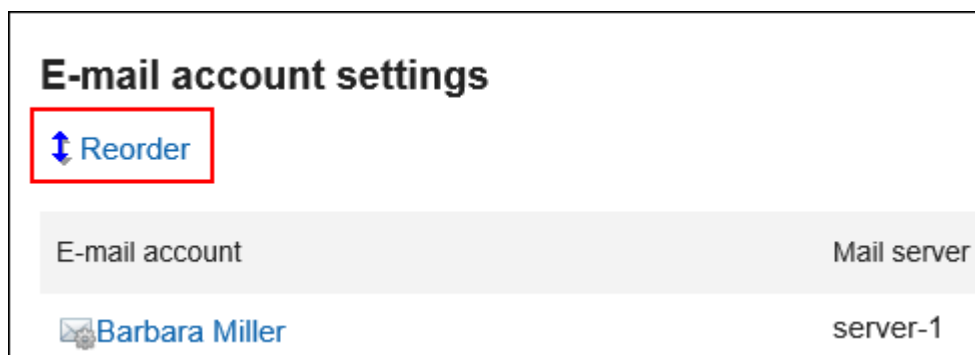 E-mail account settings
Reorder
E-mail account Mail server
Barbara Miller server-1